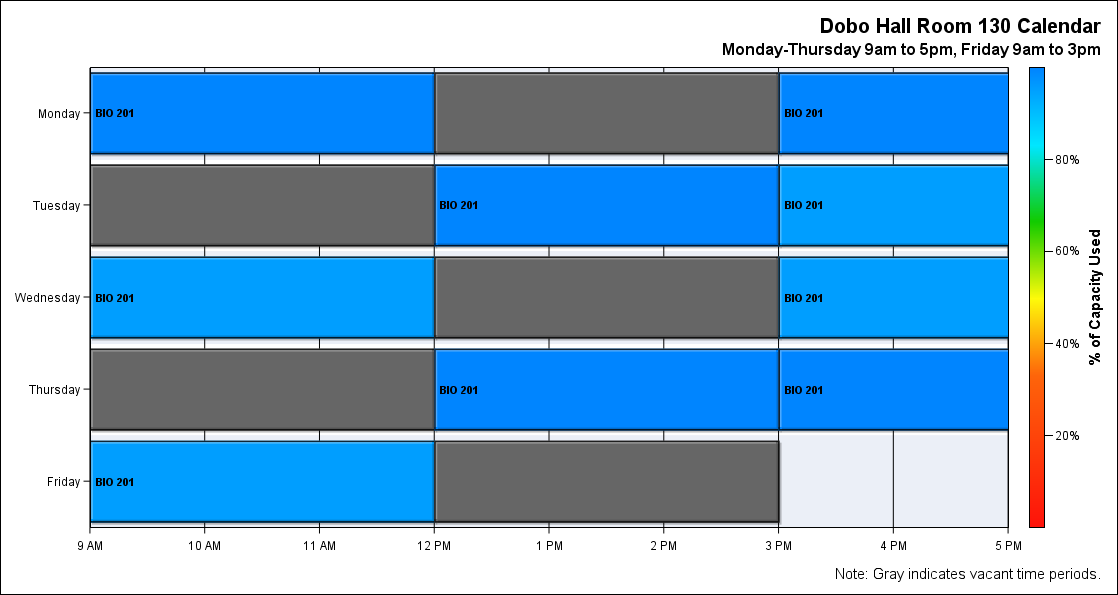 Dobo Hall Room 130 Calendar
Monday-Thursday 9am to 5pm, Friday 9am to 3pm
Monday
BIO 201
BIO 201
Tuesday
BIO 201
BIO 201
Wednesday
BIO 201
BIO 201
Thursday
BIO 201
BIO 201
Friday
BIO 201
9 AM 10 AM 11 AM 12 PM 1 PM 2 PM 3 PM 4 PM 5 PM
80%
60%
40%
20%
% of Capacity Used
Note: Gray indicates vacant time periods.